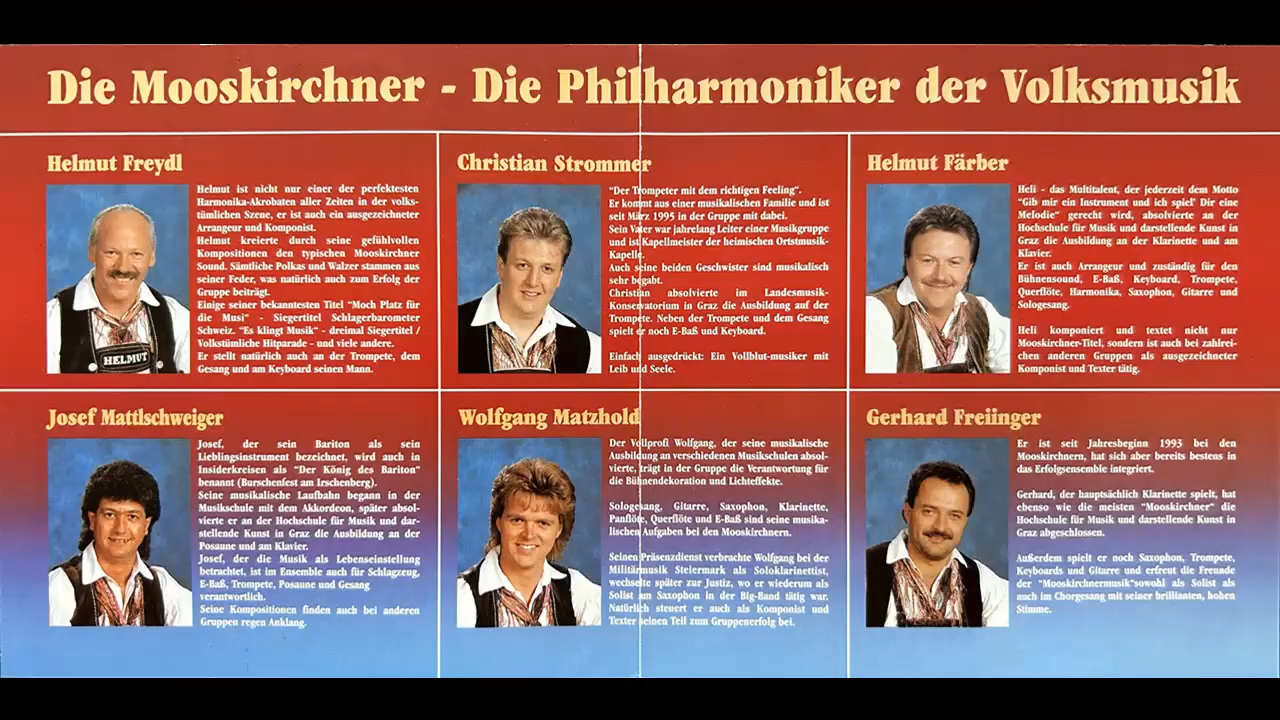 Die Mooskirchner - Die Philharmoniker der Volksmusik
Helmut Freydl
Helmut ist nicht nur einer der perfektesten
Harmonika-Akrobaten aller Zeiten in der volks-
tümlichen Szene, er ist auch ein ausgezeichneter
Arrangeur und Komponist.
Helmut kreierte durch seine gefühlvollen
Kompositionen den typischen Mooskirchner
Sound. Sämtliche Polkas und Walzer stammen aus
seiner Feder, was natürlich auch zum Erfolg der
Gruppe beiträgt.
Einige seiner bekanntesten Titel "Moch Platz für
die Musi" - Siegertitel Schlagerbarometer
Schweiz. "Es klingt Musik" - dreimal Siegertitel /
Volkstümliche Hitparade - und viele andere.
Er stellt natürlich auch an der Trompete, dem
Gesang und am Keyboard seinen Mann.
HELMUT
Christian Strommer
"Der Trompeter mit dem richtigen Feeling".
Er kommt aus einer musikalischen Familie und ist
seit März 1995 in der Gruppe mit dabei.
Sein Vater war jahrelang Leiter einer Musikgruppe
und ist Kapellmeister der heimischen Ortstmusik-
Kapelle.
Auch seine beiden Geschwister sind musikalisch
sehr begabt.
Christian absolvierte im Landesmusik-
Konservatorium in Graz die Ausbildung auf der
Trompete. Neben der Trompete und dem Gesang
spielt er noch E-Baß und Keyboard.
Einfach ausgedrückt: Ein Vollblut-musiker mit
Leib und Seele.
Helmut Färber
Heli - das Multitalent, der jederzeit dem Motto
"Gib mir ein Instrument und ich spiel' Dir eine
Melodie" gerecht wird, absolvierte an der
Hochschule für Musik und darstellende Kunst in
Graz die Ausbildung an der Klarinette und am
Klavier.
Er ist auch Arrangeur und zuständig für den
Bühnensound, E-Baß, Keyboard, Trompete,
Querflöte, Harmonika, Saxophon, Gitarre und
Sologesang.
Heli komponiert und textet nicht nur
Mooskirchner-Titel, sondern ist auch bei zahlrei-
chen anderen Gruppen als ausgezeichneter
Komponist und Texter tätig.
Josef Mattlschweiger
Josef, der sein Bariton als sein
Lieblingsinstrument bezeichnet, wird auch in
Insiderkreisen als "Der König des Bariton"
benannt (Burschenfest am Irschenberg).
Seine musikalische Laufbahn begann in der
Musikschule mit dem Akkordeon, später absol-
vierte er an der Hochschule für Musik und dar-
stellende Kunst in Graz die Ausbildung an der
Posaune und am Klavier.
Josef, der die Musik als Lebenseinstellung
betrachtet, ist im Ensemble auch für Schlagzeug,
E-Baß, Trompete, Posaune und Gesang
verantwortlich.
Seine Kompositionen finden auch bei anderen
Gruppen regen Anklang.
Wolfgang Matzhold
Der Vollprofi Wolfgang, der seine musikalische
Ausbildung an verschiedenen Musikschulen absol-
vierte, trägt in der Gruppe die Verantwortung für
die Bühnendekoration und Lichteffekte.
Sologesang, Gitarre, Saxophon, Klarinette,
Panflöte, Querflöte und E-Baß sind seine musika-
lischen Aufgaben bei den Mooskirchnern.
Seinen Präsenzdienst verbrachte Wolfgang bei der
Militärmusik Steiermark als Soloklarinettist,
wechselte später zur Justiz, wo er wiederum als
Solist am Saxophon in der Big-Band tätig war.
Natürlich steuert er auch als Komponist und
Texter seinen Teil zum Gruppenerfolg bei.
Gerhard Freiinger
Er ist seit Jahresbeginn 1993 bei den
Mooskirchnern, hat sich aber bereits bestens in
das Erfolgsensemble integriert.
Gerhard, der hauptsächlich Klarinette spielt, hat
ebenso wie die meisten "Mooskirchner" die
Hochschule für Musik und darstellende Kunst in
Graz abgeschlossen.
Außerdem spielt er noch Saxophon, Trompete,
Keyboards und Gitarre und erfreut die Freunde
der "Mooskirchnermusik"sowohl als Solist als
auch im Chorgesang mit seiner brillianten, hohen
Stimme.